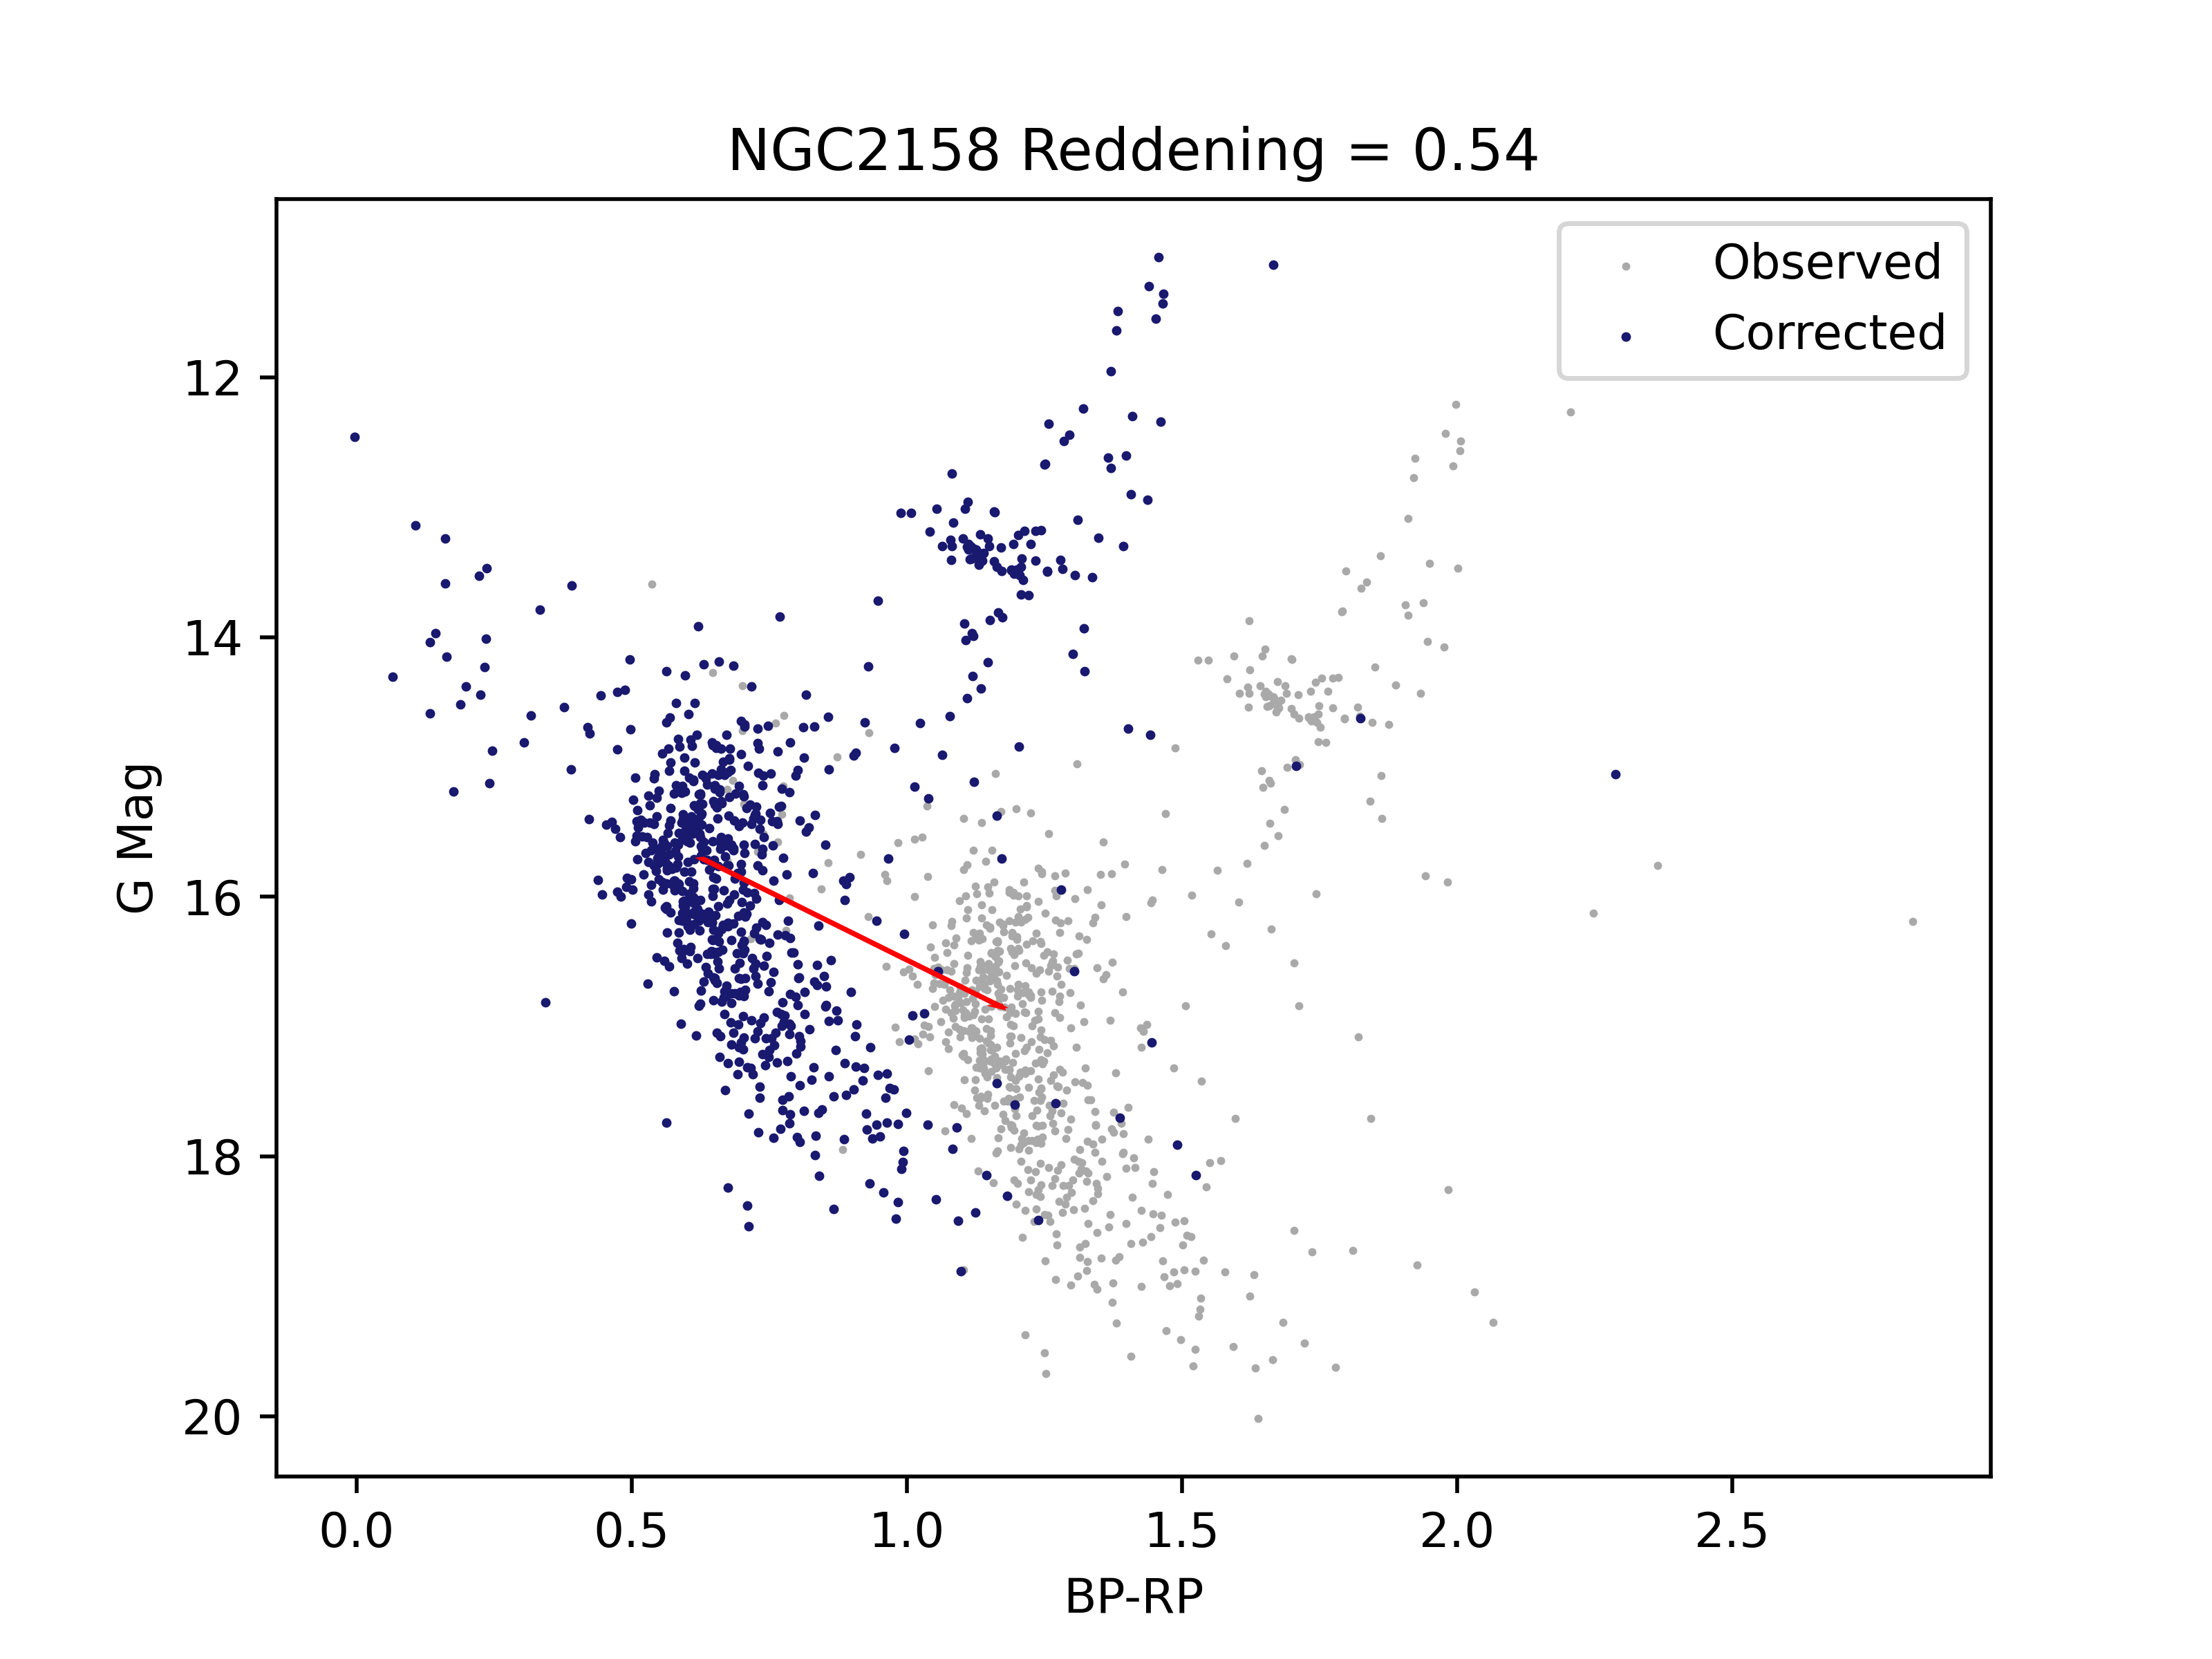 NGC2158 Reddening = 0.54
Observed
Corrected
12
14
16
18
20
G Mag
0.0 0.5 1.0 1.5 2.0 2.5
BP-RP